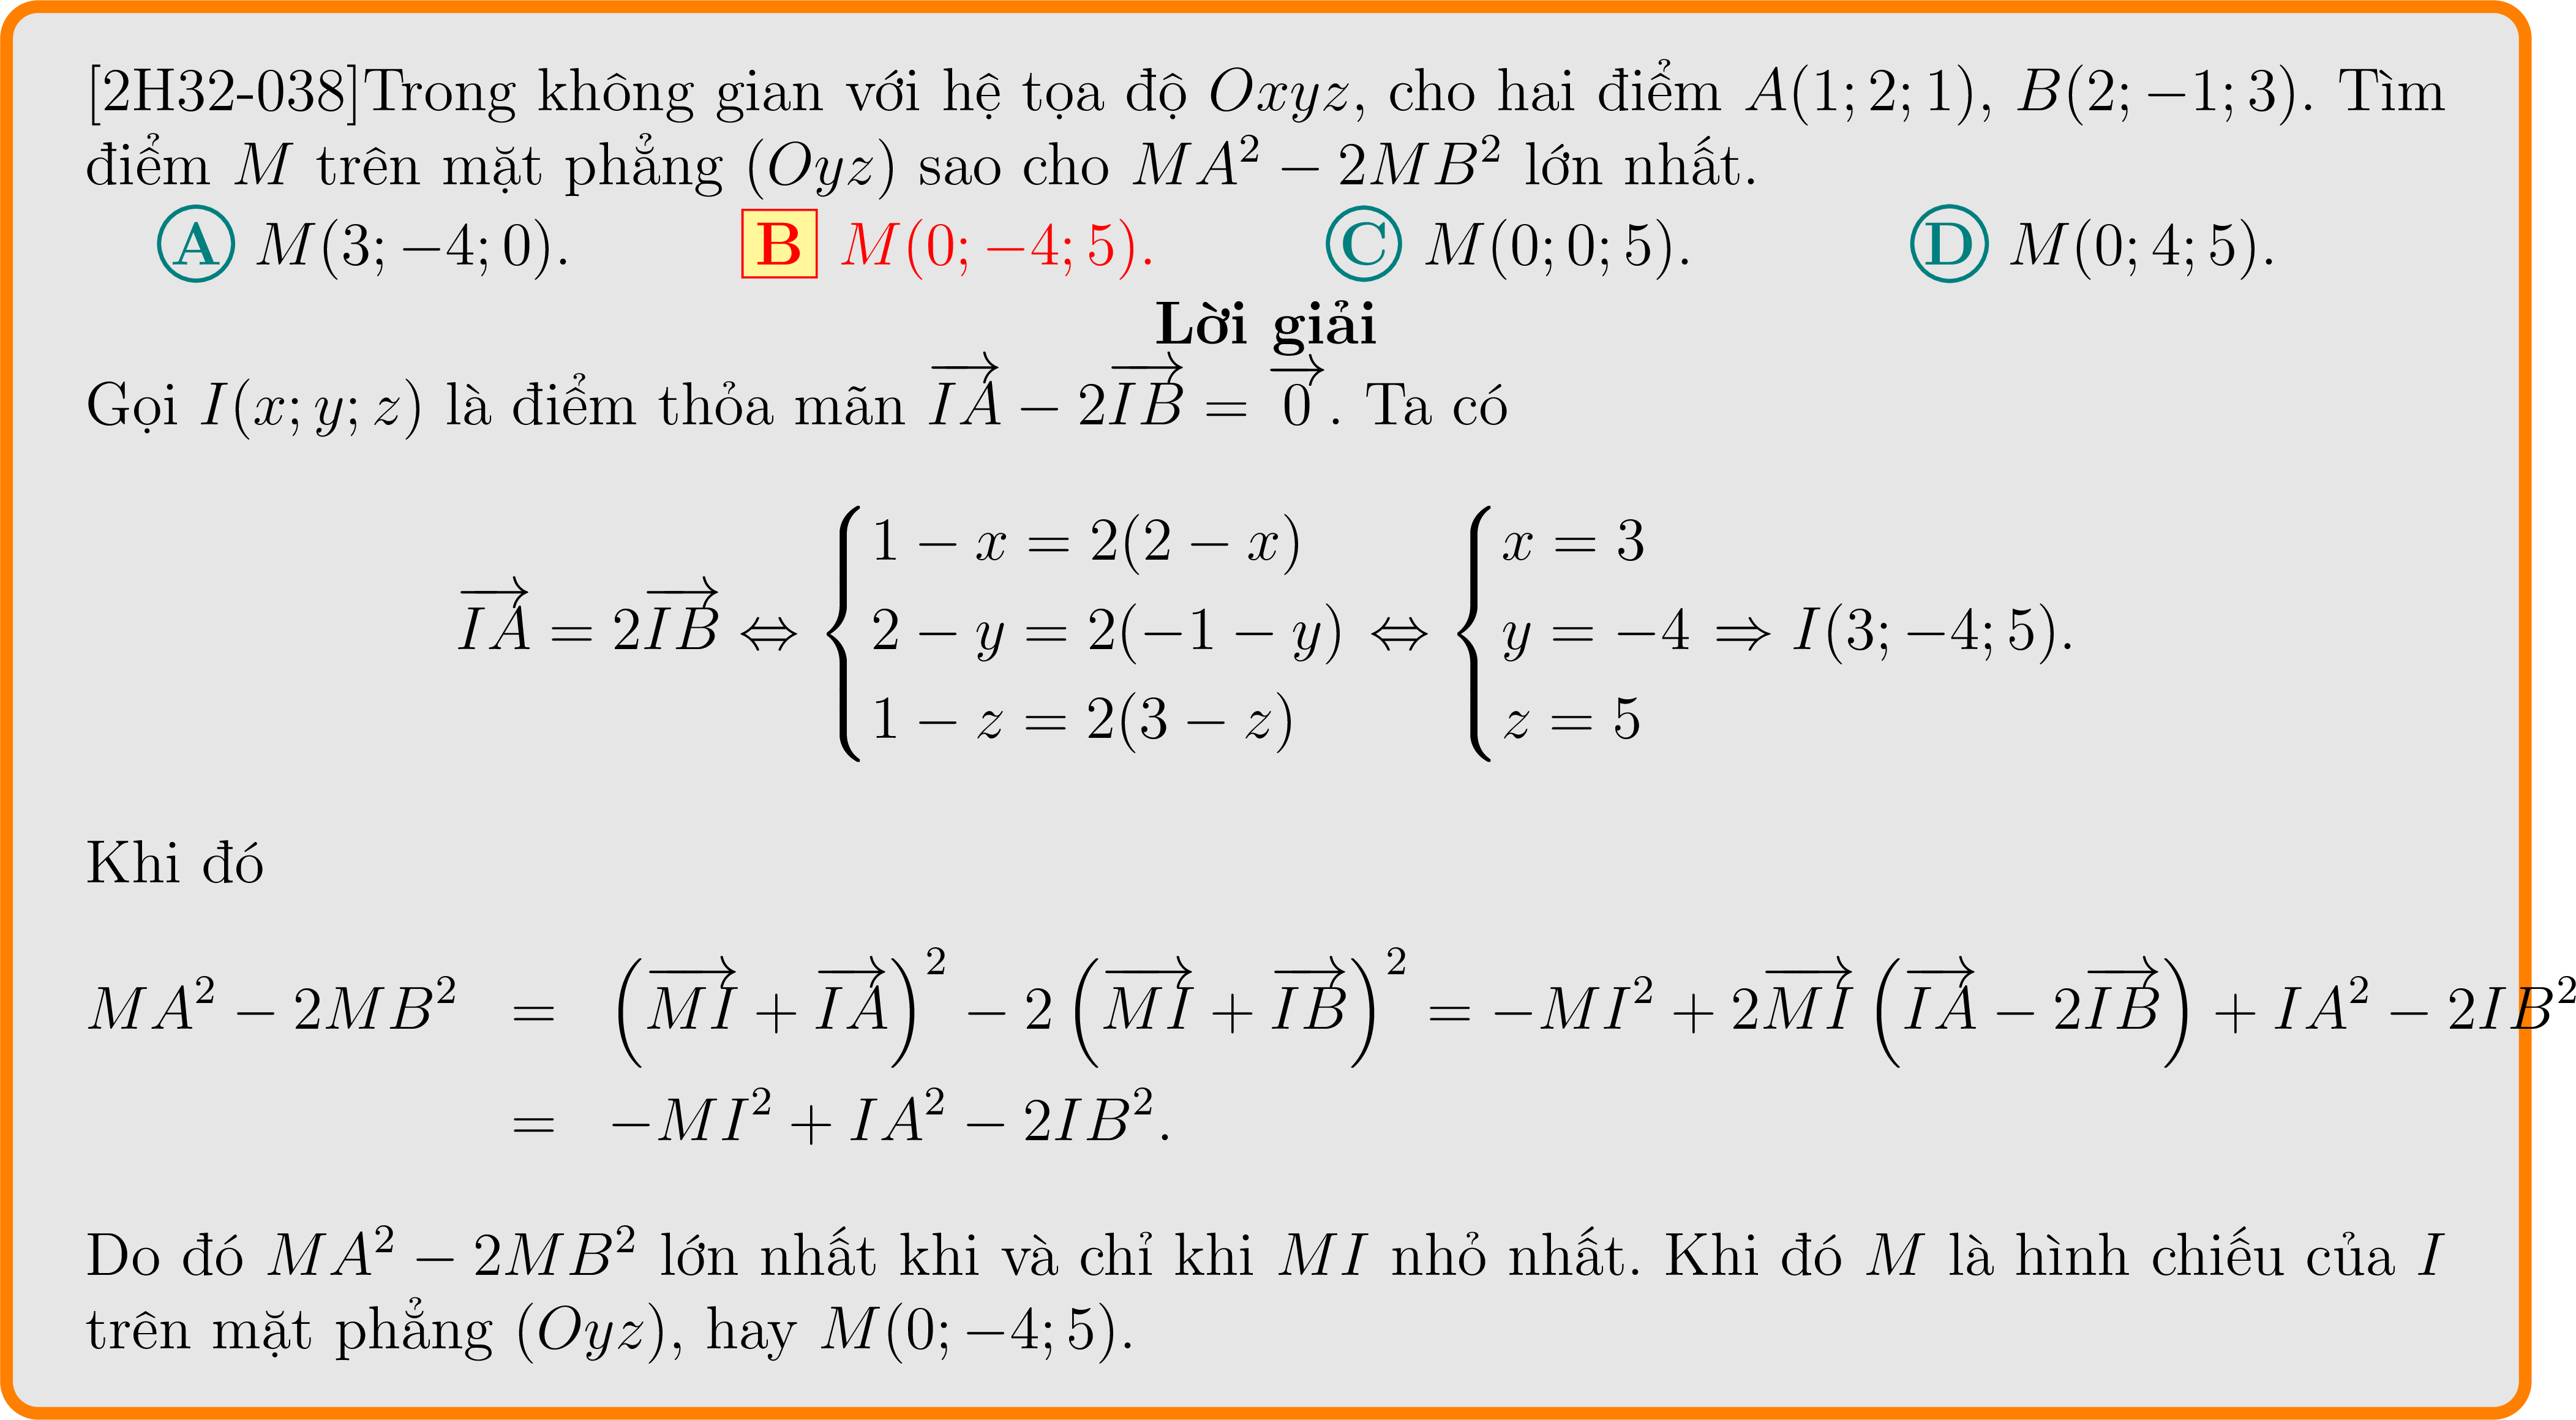 [2H32-038]Trong không gian với hệ tọa độ $Oxyz$, cho hai điểm $A(1; 2; 1)$, $B(2; -1; 3)$. Tìm
điểm $M$ trên mặt phẳng $(Oyz)$ sao cho $MA^2 - 2MB^2$ lớn nhất.
A $M(3; -4; 0)$. B $M(0; -4; 5)$. C $M(0; 0; 5)$. D $M(0; 4; 5)$.
Lời giải
Gọi $I(x; y; z)$ là điểm thỏa mãn $\overrightarrow{IA} - 2\overrightarrow{IB} = \overrightarrow{0}$. Ta có
$\overrightarrow{IA} = 2\overrightarrow{IB} \Leftrightarrow \begin{cases} 1 - x = 2(2 - x) \\ 2 - y = 2(-1 - y) \\ 1 - z = 2(3 - z) \end{cases} \Leftrightarrow \begin{cases} x = 3 \\ y = -4 \\ z = 5 \end{cases} \Rightarrow I(3; -4; 5).$
Khi đó
$MA^2 - 2MB^2 = \left(\overrightarrow{MI} + \overrightarrow{IA}\right)^2 - 2\left(\overrightarrow{MI} + \overrightarrow{IB}\right)^2 = -MI^2 + 2\overrightarrow{MI}\left(\overrightarrow{IA} - 2\overrightarrow{IB}\right) + IA^2 - 2IB^2$
$= -MI^2 + IA^2 - 2IB^2.$
Do đó $MA^2 - 2MB^2$ lớn nhất khi và chỉ khi $MI$ nhỏ nhất. Khi đó $M$ là hình chiếu của $I$
trên mặt phẳng $(Oyz)$, hay $M(0; -4; 5)$.